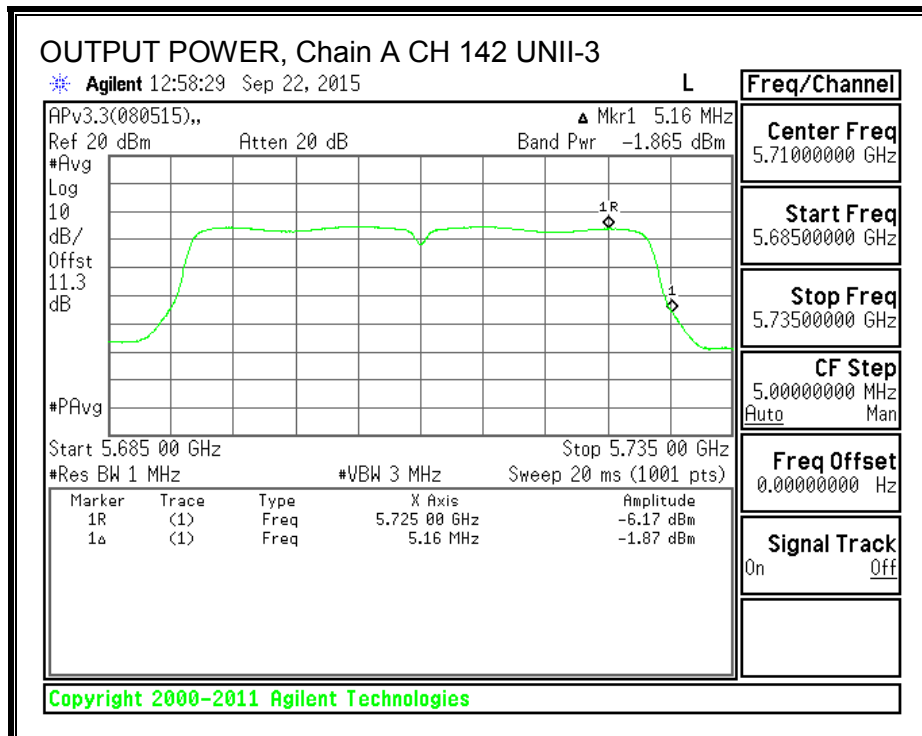 OUTPUT POWER, Chain A CH 142 UNII-3
Agilent 12:58:29 Sep 22, 2015 L
APv3.3(080515),, Δ Mkr1 5.16 MHz
Ref 20 dBm Atten 20 dB Band Pwr -1.865 dBm
#Avg
Log
10
dB/
Offst
11.3
dB
#PAvg
1R
1
Start 5.685 00 GHz Stop 5.735 00 GHz
#Res BW 1 MHz #VBW 3 MHz Sweep 20 ms (1001 pts)
Marker Trace Type X Axis Amplitude
1R (1) Freq 5.725 00 GHz -6.17 dBm
1Δ (1) Freq 5.16 MHz -1.87 dBm
Copyright 2000-2011 Agilent Technologies
Freq/Channel
Center Freq
5.71000000 GHz
Start Freq
5.68500000 GHz
Stop Freq
5.73500000 GHz
CF Step
5.00000000 MHz
Auto Man
Freq Offset
0.00000000 Hz
Signal Track
On Off